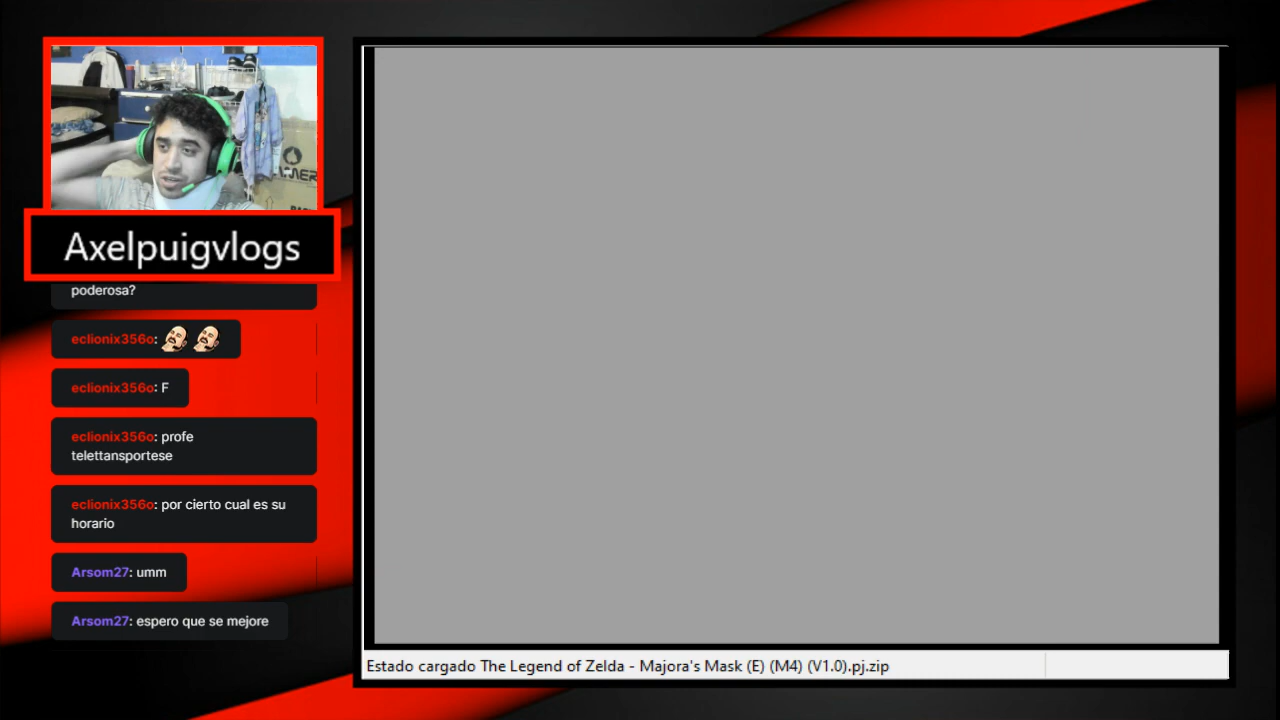 Axelpuigvlogs
poderosa?
eclionix356o:
eclionix356o: F
eclionix356o: profe
telettansportese
eclionix356o: por cierto cual es su
horario
Arsom27: umm
Arsom27: espero que se mejore
Estado cargado The Legend of Zelda - Majora's Mask (E) (M4) (V1.0).pj.zip